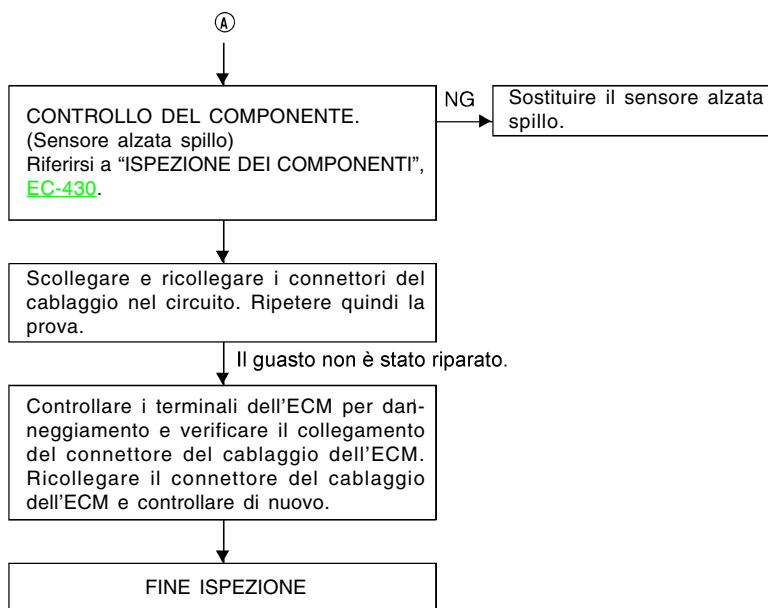 Ⓐ
CONTROLLO DEL COMPONENTE.
(Sensore alzata spillo)
Riferirsi a “ISPEZIONE DEI COMPONENTI”,
EC-430.
NG
Sostituire il sensore alzata
spillo.
Scollegare e ricollegare i connettori del
cablaggio nel circuito. Ripetere quindi la
prova.
Il guasto non è stato riparato.
Controllare i terminali dell’ECM per dan-
neggiamento e verificare il collegamento
del connettore del cablaggio dell’ECM.
Ricollegare il connettore del cablaggio
dell’ECM e controllare di nuovo.
FINE ISPEZIONE